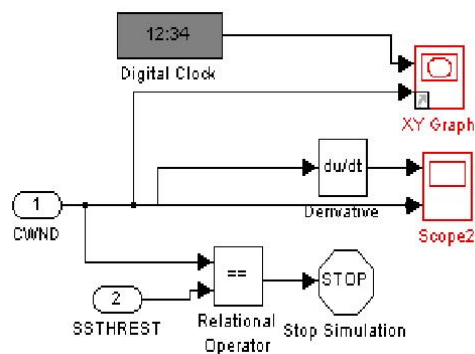 12:34
Digital Clock
XY Graph
du/dt
Derivative
Scope2
1
CWND
==
Relational
Operator
STOP
Stop Simulation
2
SSTHREST